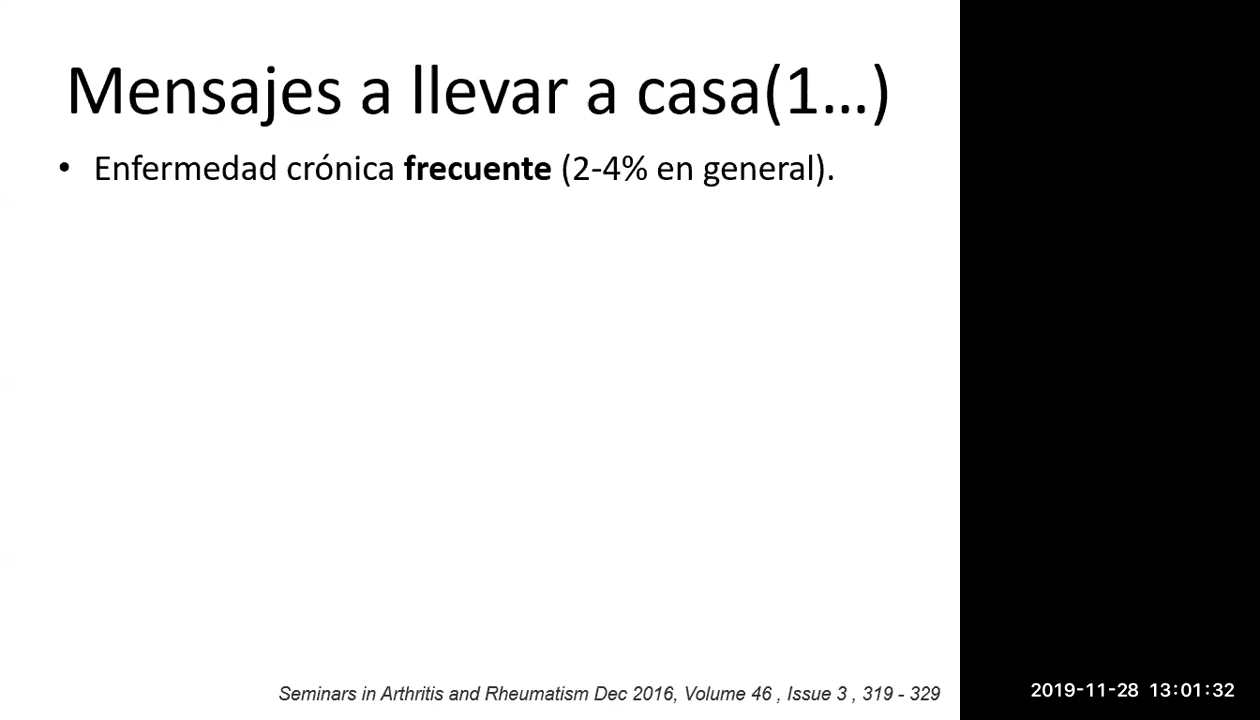 Mensajes a llevar a casa(1...)
• Enfermedad crónica frecuente (2-4% en general).
Seminars in Arthritis and Rheumatism Dec 2016, Volume 46 , Issue 3 , 319 - 329
2019-11-28 13:01:32